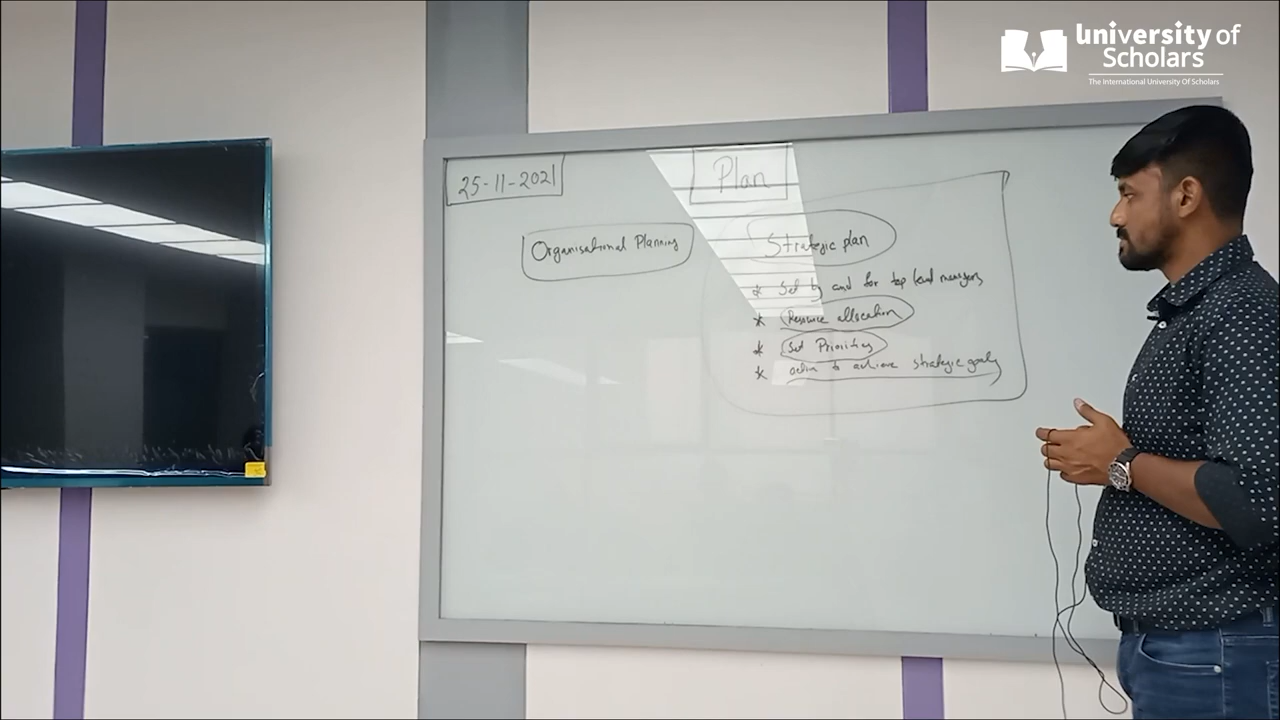 University of
Scholars
The International University Of Scholars
25-11-2021
Plan
Organisational Planning
Strategic plan
* Set by and for top level managers
* Resource allocation
* Set Priorities
* action to achieve strategic goals